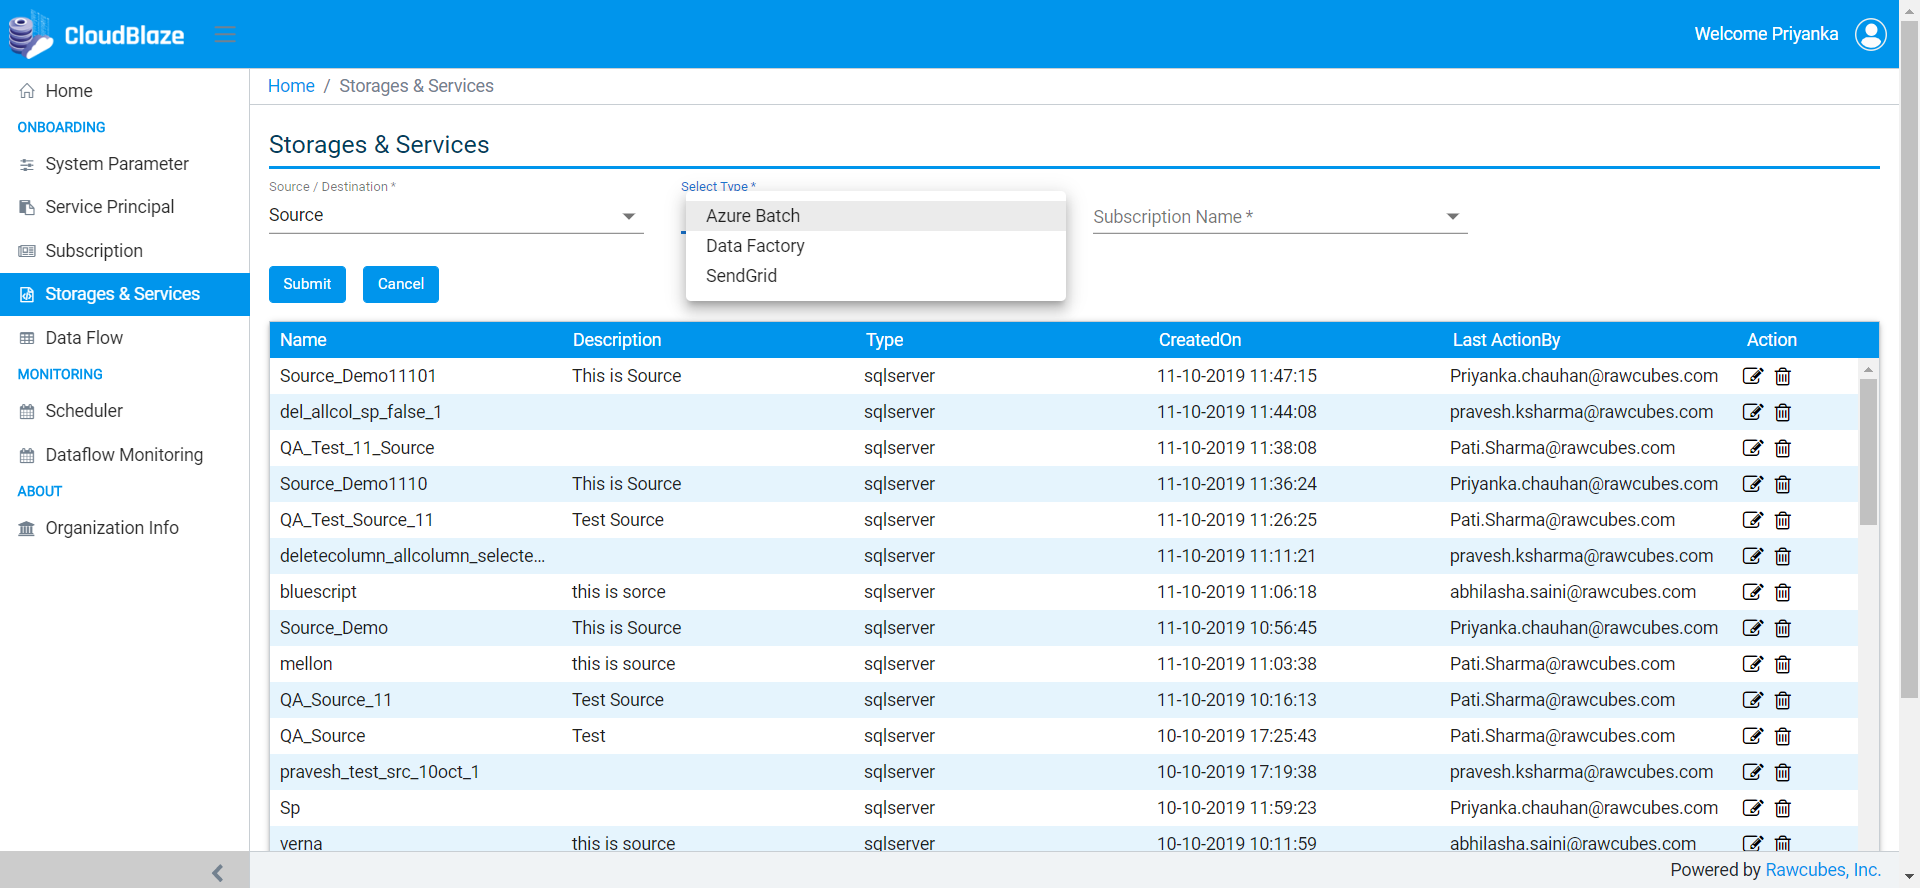 CloudBlaze
Welcome Priyanka
Home
ONBOARDING
System Parameter
Service Principal
Subscription
Storages & Services
Data Flow
MONITORING
Scheduler
Dataflow Monitoring
ABOUT
Organization Info
Home / Storages & Services
Storages & Services
Source / Destination *
Source
Select Type *
Azure Batch
Data Factory
SendGrid
Subscription Name *
Submit Cancel
Name Description Type CreatedOn Last ActionBy Action
Source_Demo11101 This is Source sqlserver 11-10-2019 11:47:15 Priyanka.chauhan@rawcubes.com
del_allcol_sp_false_1 sqlserver 11-10-2019 11:44:08 pravesh.ksharma@rawcubes.com
QA_Test_11_Source sqlserver 11-10-2019 11:38:08 Pati.Sharma@rawcubes.com
Source_Demo1110 This is Source sqlserver 11-10-2019 11:36:24 Priyanka.chauhan@rawcubes.com
QA_Test_Source_11 Test Source sqlserver 11-10-2019 11:26:25 Pati.Sharma@rawcubes.com
deletecolumn_allcolumn_selecte... sqlserver 11-10-2019 11:11:21 pravesh.ksharma@rawcubes.com
bluescript this is sorce sqlserver 11-10-2019 11:06:18 abhilasha.saini@rawcubes.com
Source_Demo This is Source sqlserver 11-10-2019 10:56:45 Priyanka.chauhan@rawcubes.com
mellon this is source sqlserver 11-10-2019 11:03:38 Pati.Sharma@rawcubes.com
QA_Source_11 Test Source sqlserver 11-10-2019 10:16:13 Pati.Sharma@rawcubes.com
QA_Source Test sqlserver 10-10-2019 17:25:43 Pati.Sharma@rawcubes.com
pravesh_test_src_10oct_1 sqlserver 10-10-2019 17:19:38 pravesh.ksharma@rawcubes.com
Sp sqlserver 10-10-2019 11:59:23 Priyanka.chauhan@rawcubes.com
verna this is source sqlserver 10-10-2019 10:11:59 abhilasha.saini@rawcubes.com
Powered by Rawcubes, Inc.